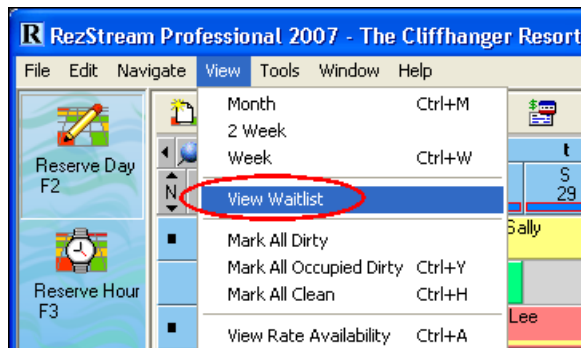 R RezStream Professional 2007 - The Cliffhanger Resort
File Edit Navigate View Tools Window Help
Month Ctrl+M
2 Week
Week Ctrl+W
View Waitlist
Mark All Dirty
Mark All Occupied Dirty Ctrl+Y
Mark All Clean Ctrl+H
View Rate Availability Ctrl+A
Reserve Day
F2
Reserve Hour
F3
N
t
S
29
Sally
Lee